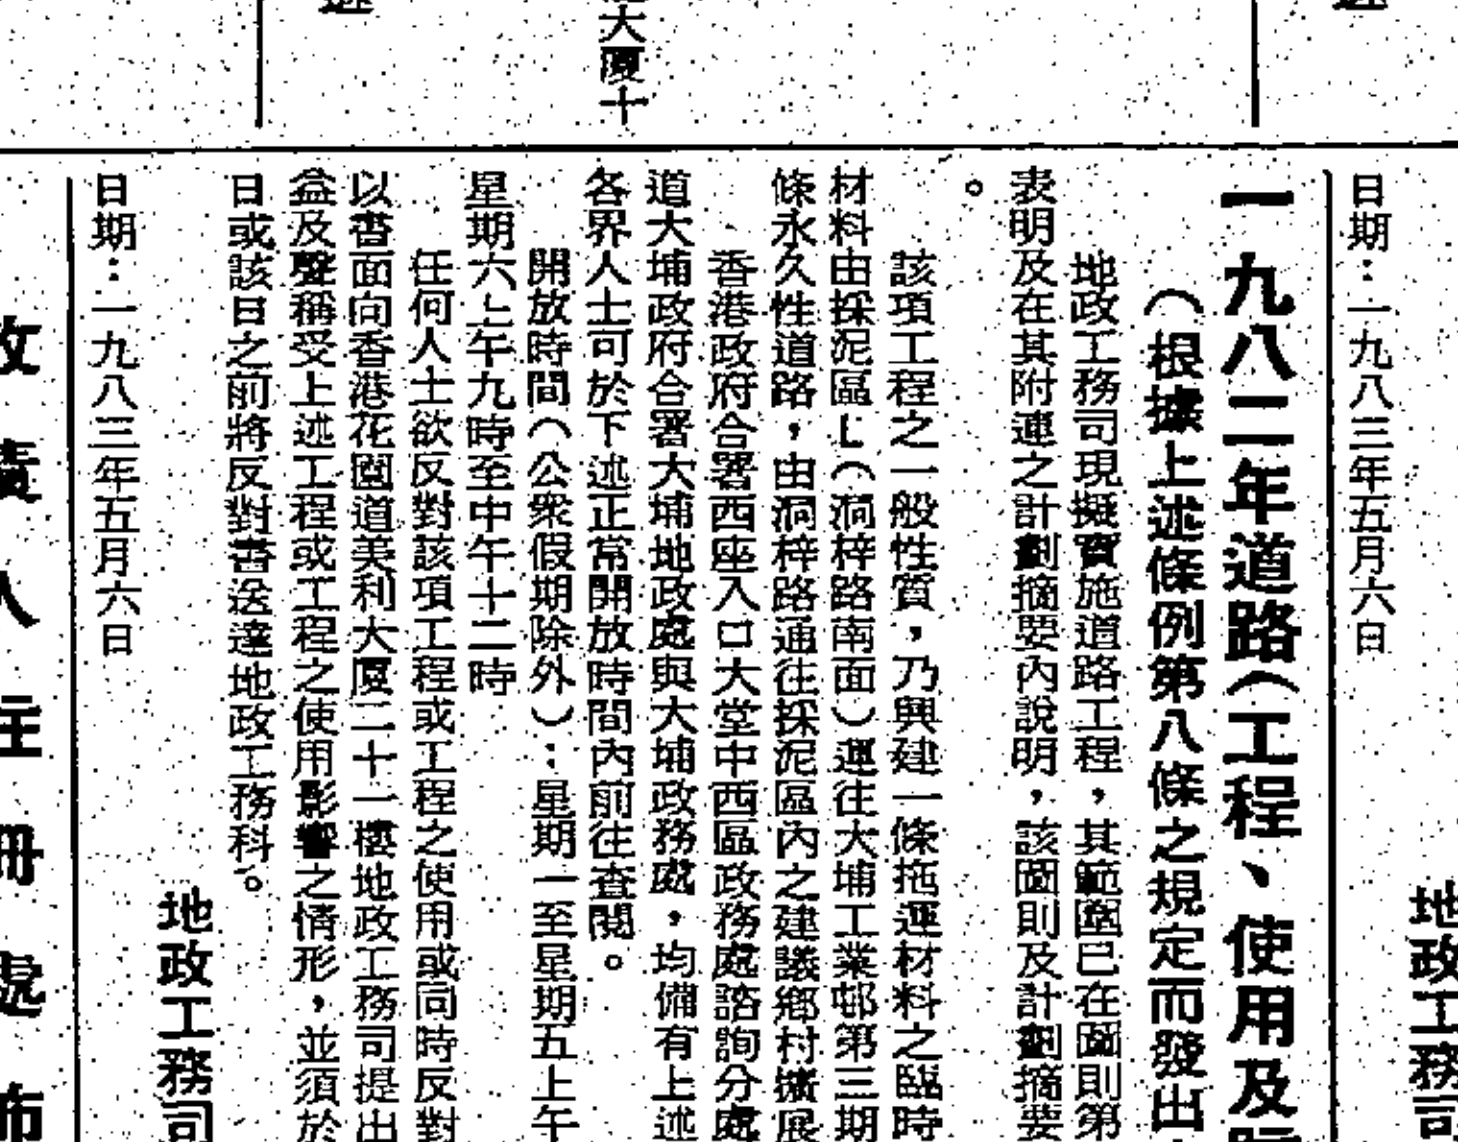 大厦十
日期：一九八三年五月六日
地政工務司
一九八二年道路（工程、使用及
（根據上述條例第八條之規定而發出
地政工務司現擬實施道路工程，其範圍已在圖則第
表明及在其附連之計劃摘要內說明，該圖則及計劃摘要
。
該項工程之一般性質，乃興建一條拖運材料之臨時
材料由採泥區L（洞梓路南面）運往大埔工業邨第三期
條永久性道路，由洞梓路通往採泥區內之建議鄉村擴展
香港政府合署西座入口大堂中西區政務處諮詢分處
道大埔政府合署大埔地政處與大埔政務處，均備有上述
各界人士可於下述正常開放時間內前往查閱。
開放時間（公衆假期除外）：星期一至星期五上午
星期六上午九時至中午十二時
任何人士欲反對該項工程或工程之使用或同時反對
以書面向香港花園道美利大厦二十一樓地政工務司提出
益及聲稱受上述工程或工程之使用影響之情形，並須於
日或該日之前將反對書送達地政工務科。
地政工務司
日期：一九八三年五月六日
責人註冊處佈